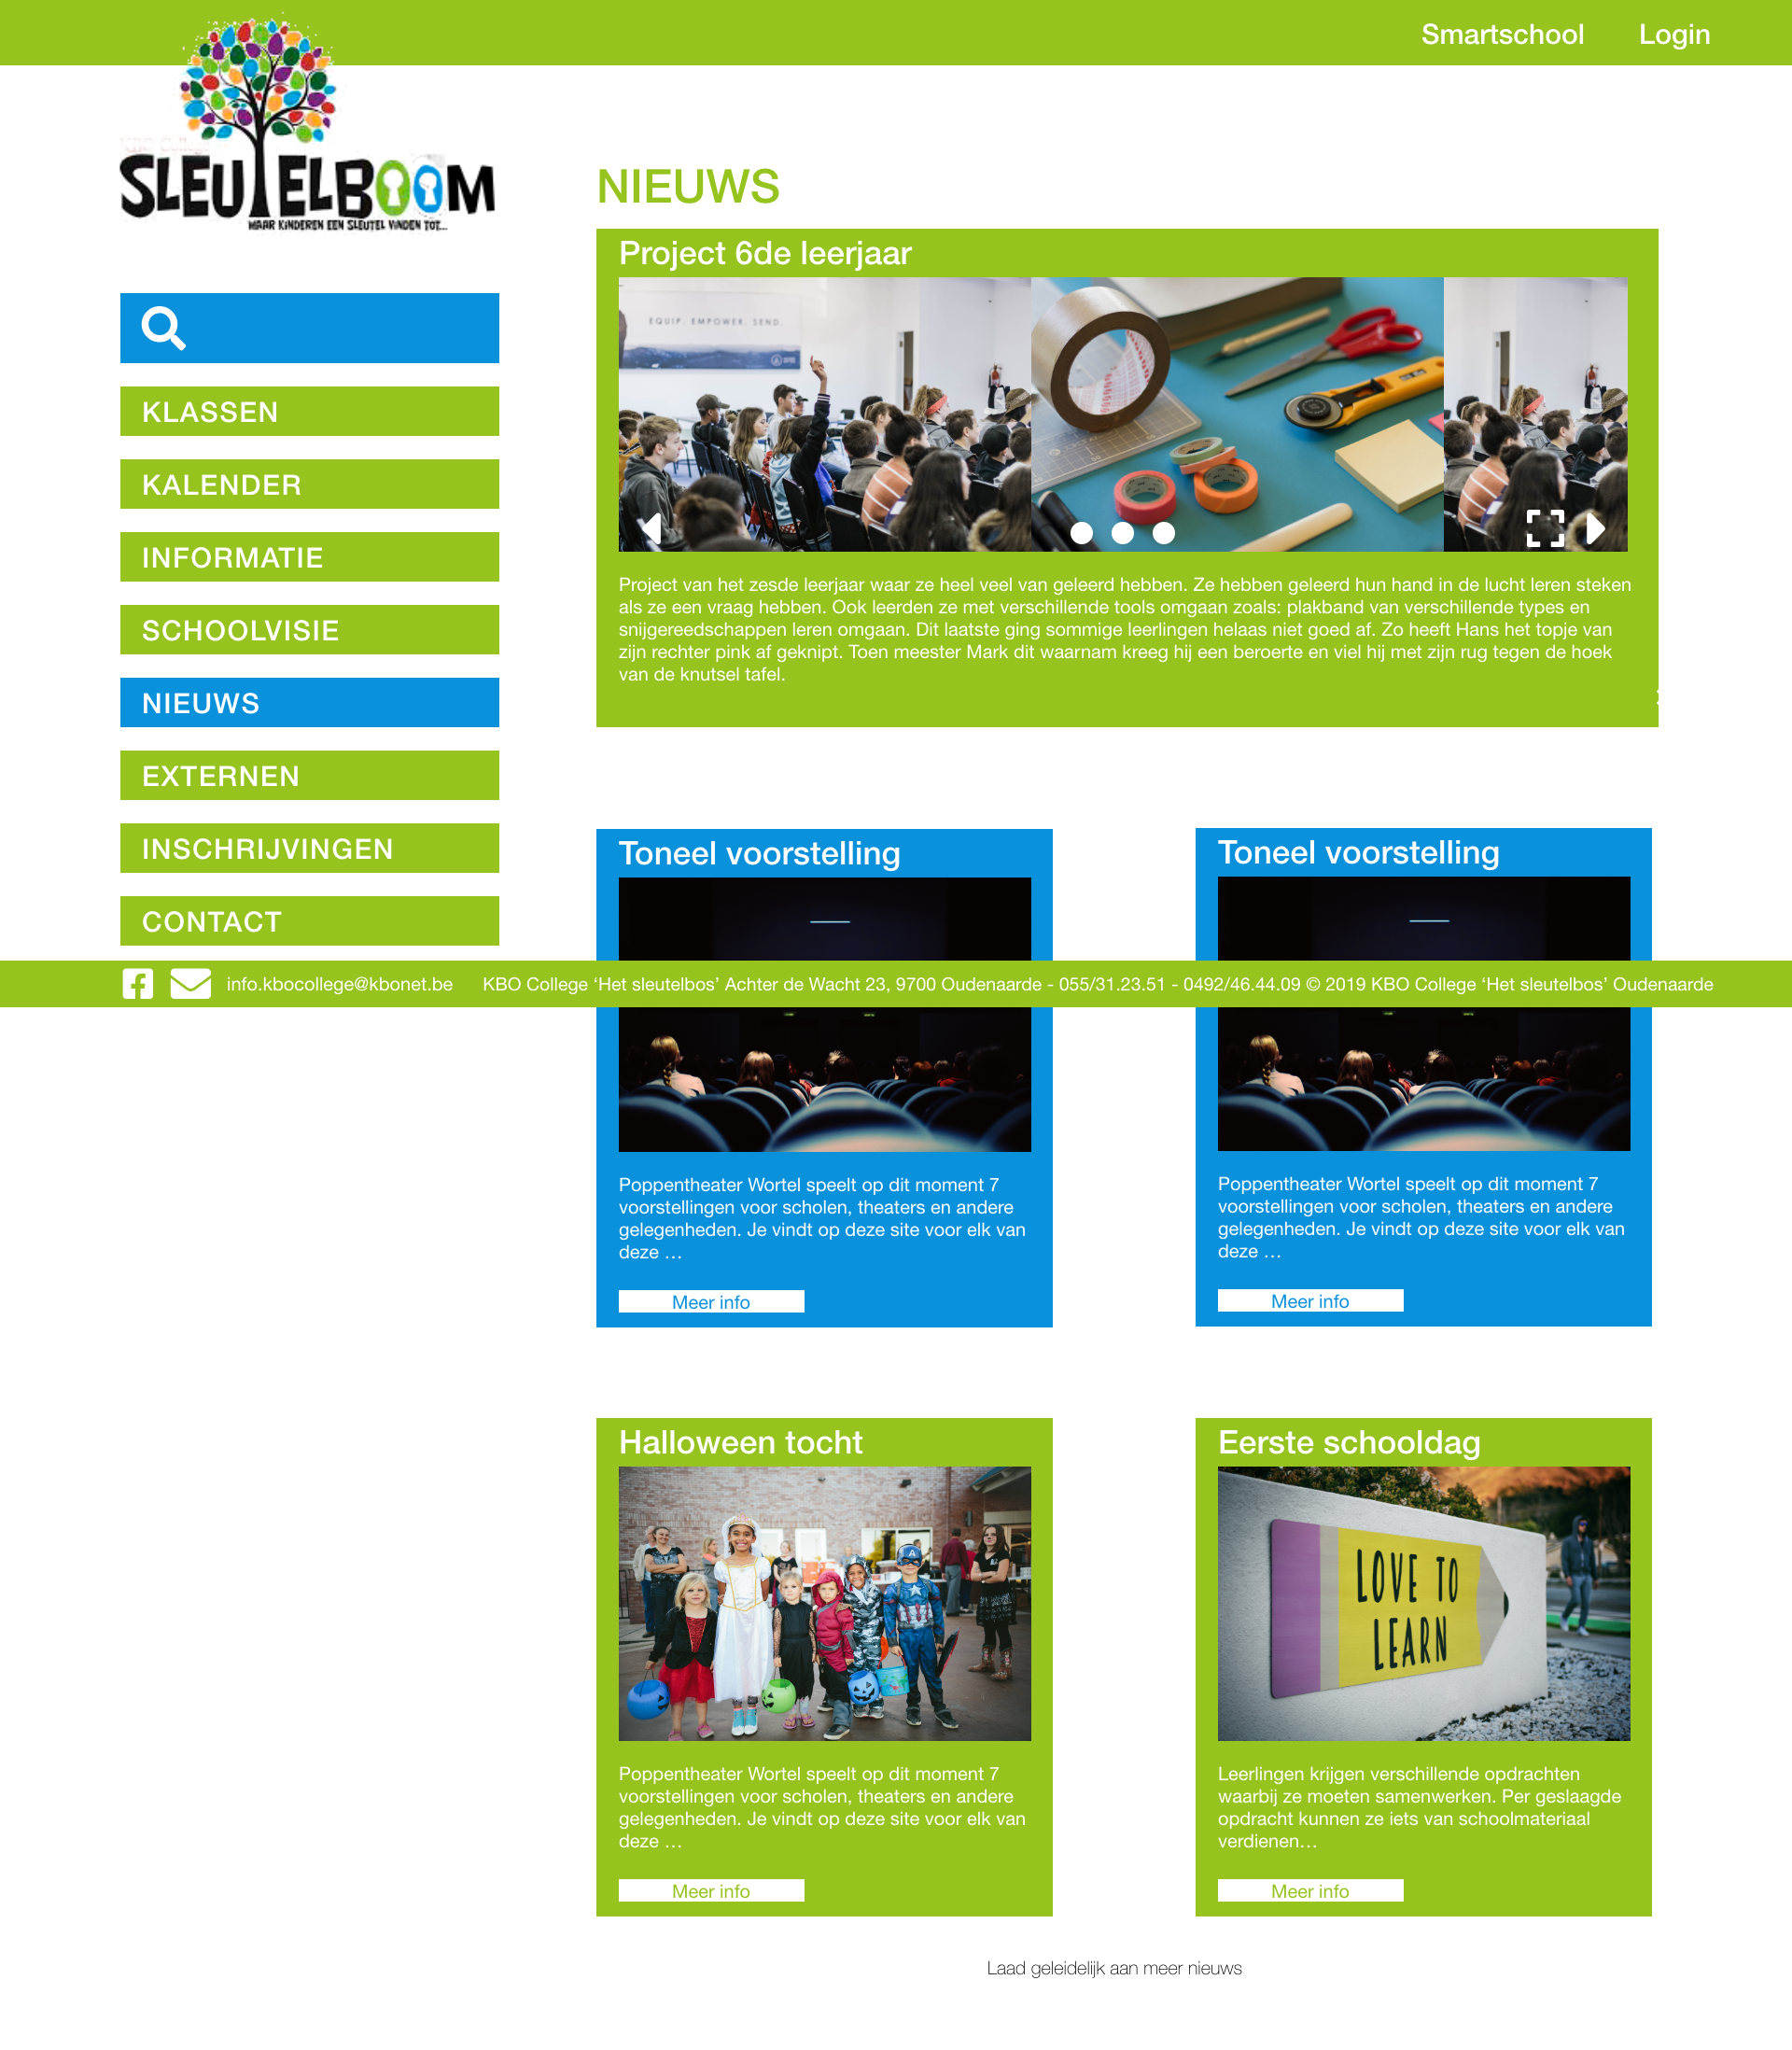 Smartschool
Login
SLEUTELBOOM
WAAR KINDEREN EEN SLEUTEL VINDEN TOT...
KLASSEN
KALENDER
INFORMATIE
SCHOOLVISIE
NIEUWS
EXTERNEN
INSCHRIJVINGEN
CONTACT
NIEUWS
Project 6de leerjaar
EQUIP. EMPOWER. SEND.
Project van het zesde leerjaar waar ze heel veel van geleerd hebben. Ze hebben geleerd hun hand in de lucht leren steken
als ze een vraag hebben. Ook leerden ze met verschillende tools omgaan zoals: plakband van verschillende types en
snijgereedschappen leren omgaan. Dit laatste ging sommige leerlingen helaas niet goed af. Zo heeft Hans het topje van
zijn rechter pink af geknipt. Toen meester Mark dit waarnam kreeg hij een beroerte en viel hij met zijn rug tegen de hoek
van de knutsel tafel.
Toneel voorstelling
Toneel voorstelling
info.kbocollege@kbonet.be
KBO College ‘Het sleutelbos’ Achter de Wacht 23, 9700 Oudenaarde - 055/31.23.51 - 0492/46.44.09 © 2019 KBO College ‘Het sleutelbos’ Oudenaarde
Poppentheater Wortel speelt op dit moment 7
voorstellingen voor scholen, theaters en andere
gelegenheden. Je vindt op deze site voor elk van
deze …
Meer info
Poppentheater Wortel speelt op dit moment 7
voorstellingen voor scholen, theaters en andere
gelegenheden. Je vindt op deze site voor elk van
deze …
Meer info
Halloween tocht
Poppentheater Wortel speelt op dit moment 7
voorstellingen voor scholen, theaters en andere
gelegenheden. Je vindt op deze site voor elk van
deze …
Meer info
Eerste schooldag
LOVE TO
LEARN
Leerlingen krijgen verschillende opdrachten
waarbij ze moeten samenwerken. Per geslaagde
opdracht kunnen ze iets van schoolmateriaal
verdienen…
Meer info
Laad geleidelijk aan meer nieuws